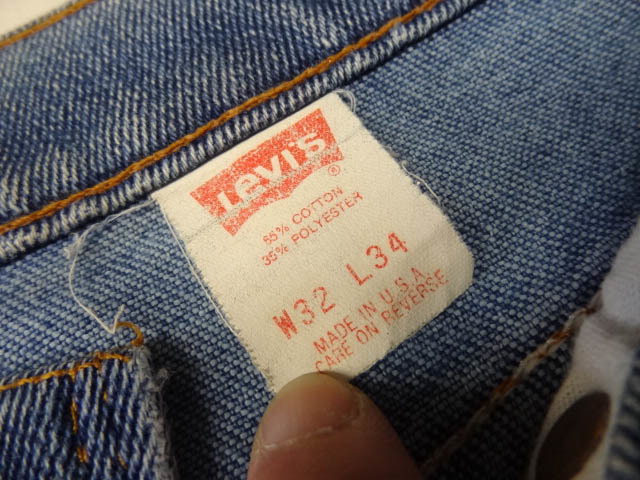 Levi's ®
65% COTTON
35% POLYESTER
W32 L34
MADE IN U.S.A
CARE ON REVERSE